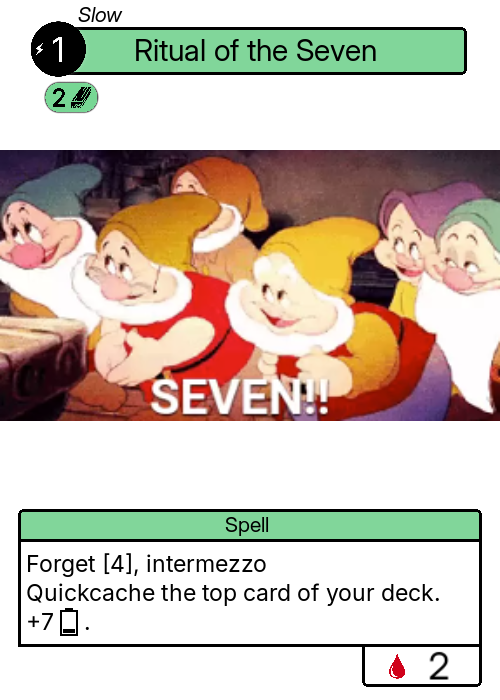 Slow
1
Ritual of the Seven
2
SEVEN!!
Spell
Forget [4], intermezzo
Quickcache the top card of your deck.
+7 .
2